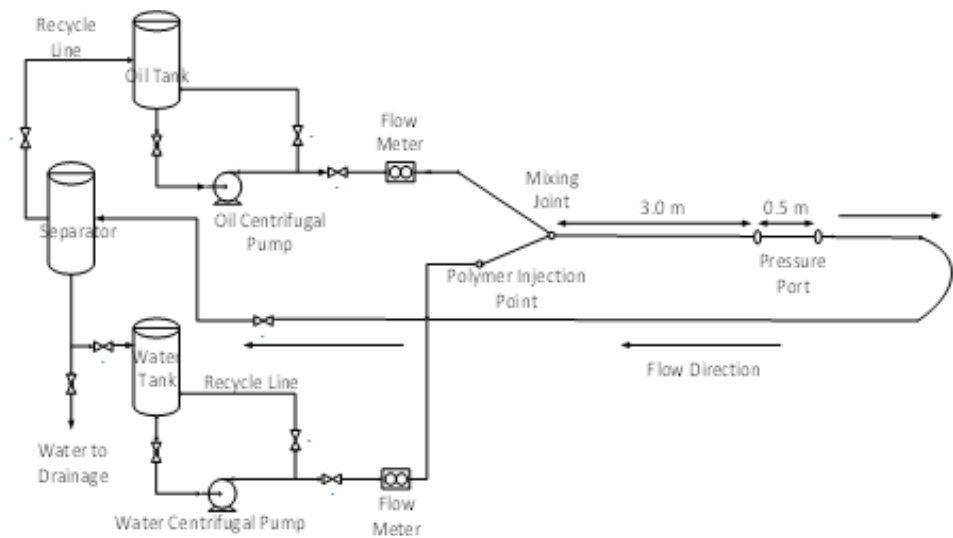 Recycle
Line
Oil Tank
Flow
Meter
Mixing
Joint
3.0 m
0.5 m
Separator
Oil Centrifugal
Pump
Polymer Injection
Point
Pressure
Port
Water
Tank
Recycle Line
Flow Direction
Water to
Drainage
Water Centrifugal Pump
Flow
Meter